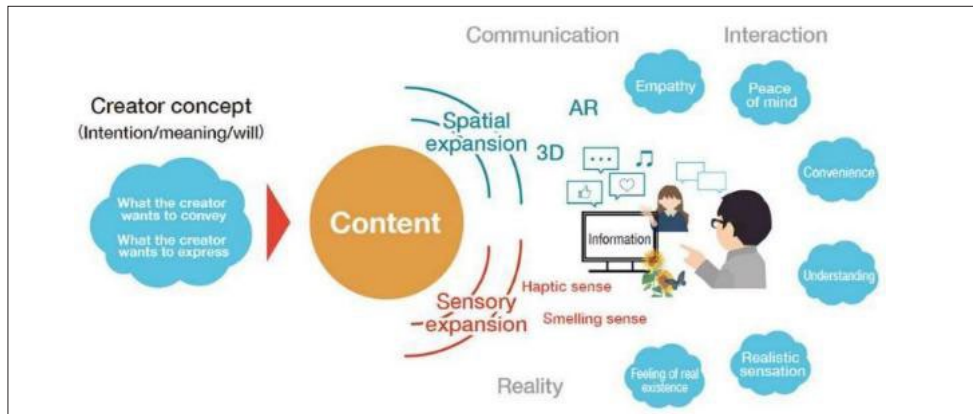 Communication
Interaction
Creator concept
(Intention/meaning/will)
What the creator
wants to convey
What the creator
wants to express
Content
Spatial
expansion
AR
3D
Empathy
Peace
of mind
Convenience
Information
Understanding
Sensory
expansion
Haptic sense
Smelling sense
Reality
Feeling of real
existence
Realistic
sensation